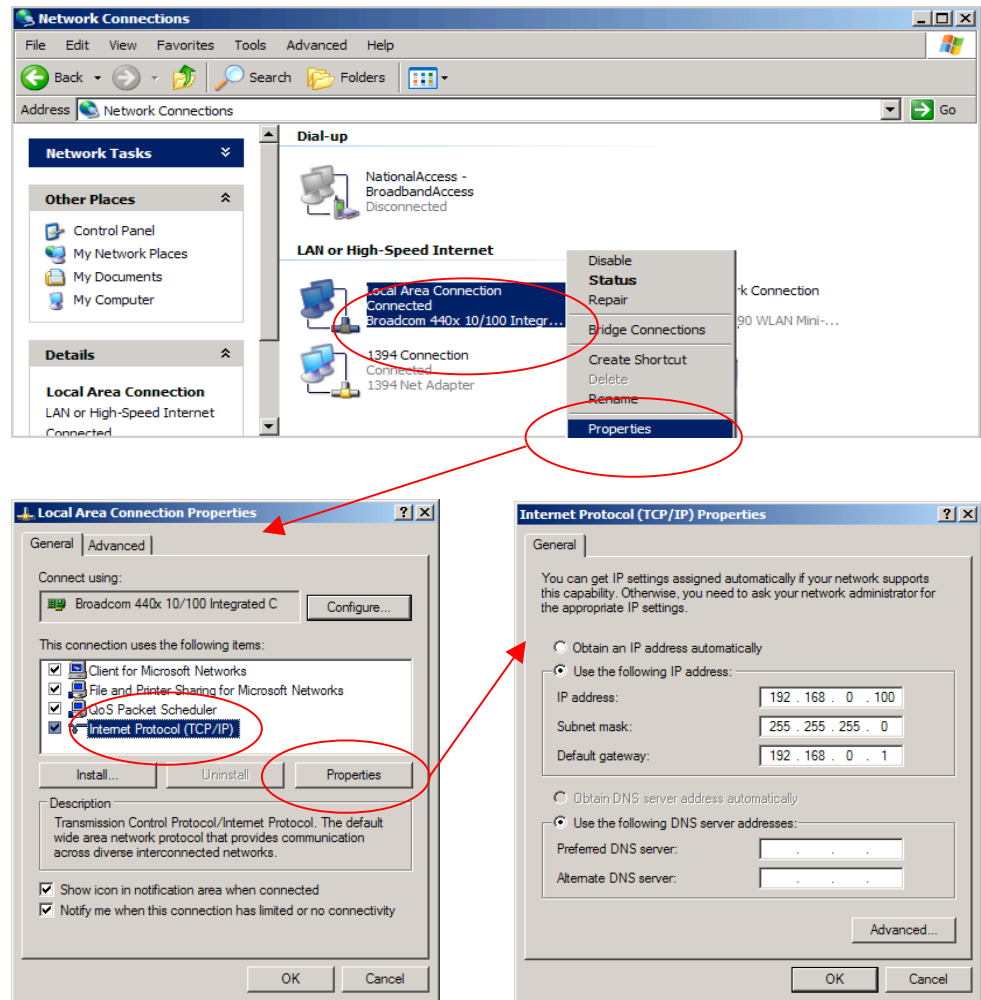 Network Connections
File Edit View Favorites Tools Advanced Help
Back Search Folders
Address Network Connections Go
Network Tasks
Other Places
Control Panel
My Network Places
My Documents
My Computer
Details
Local Area Connection
LAN or High-Speed Internet
Connected
Dial-up
NationalAccess -
BroadbandAccess
Disconnected
LAN or High-Speed Internet
Local Area Connection
Connected
Broadcom 440x 10/100 Integr...
1394 Connection
Connected
1394 Net Adapter
rk Connection
90 WLAN Mini-...
Disable
Status
Repair
Bridge Connections
Create Shortcut
Delete
Rename
Properties
Local Area Connection Properties
General Advanced
Connect using:
Broadcom 440x 10/100 Integrated C Configure...
This connection uses the following items:
Client for Microsoft Networks
File and Printer Sharing for Microsoft Networks
QoS Packet Scheduler
Internet Protocol (TCP/IP)
Install... Uninstall Properties
Description
Transmission Control Protocol/Internet Protocol. The default
wide area network protocol that provides communication
across diverse interconnected networks.
Show icon in notification area when connected
Notify me when this connection has limited or no connectivity
OK Cancel
Internet Protocol (TCP/IP) Properties
General
You can get IP settings assigned automatically if your network supports
this capability. Otherwise, you need to ask your network administrator for
the appropriate IP settings.
Obtain an IP address automatically
Use the following IP address:
IP address: 192 . 168 . 0 . 100
Subnet mask: 255 . 255 . 255 . 0
Default gateway: 192 . 168 . 0 . 1
Obtain DNS server address automatically
Use the following DNS server addresses:
Preferred DNS server: . . .
Alternate DNS server: . . .
Advanced...
OK Cancel